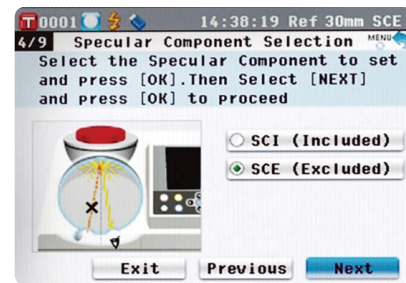 T0001 14:38:19 Ref 30mm SCE
4/9 Specular Component Selection MENU
Select the Specular Component to set
and press [OK].Then Select [NEXT]
and press [OK] to proceed
SCI (Included)
SCE (Excluded)
Exit Previous Next